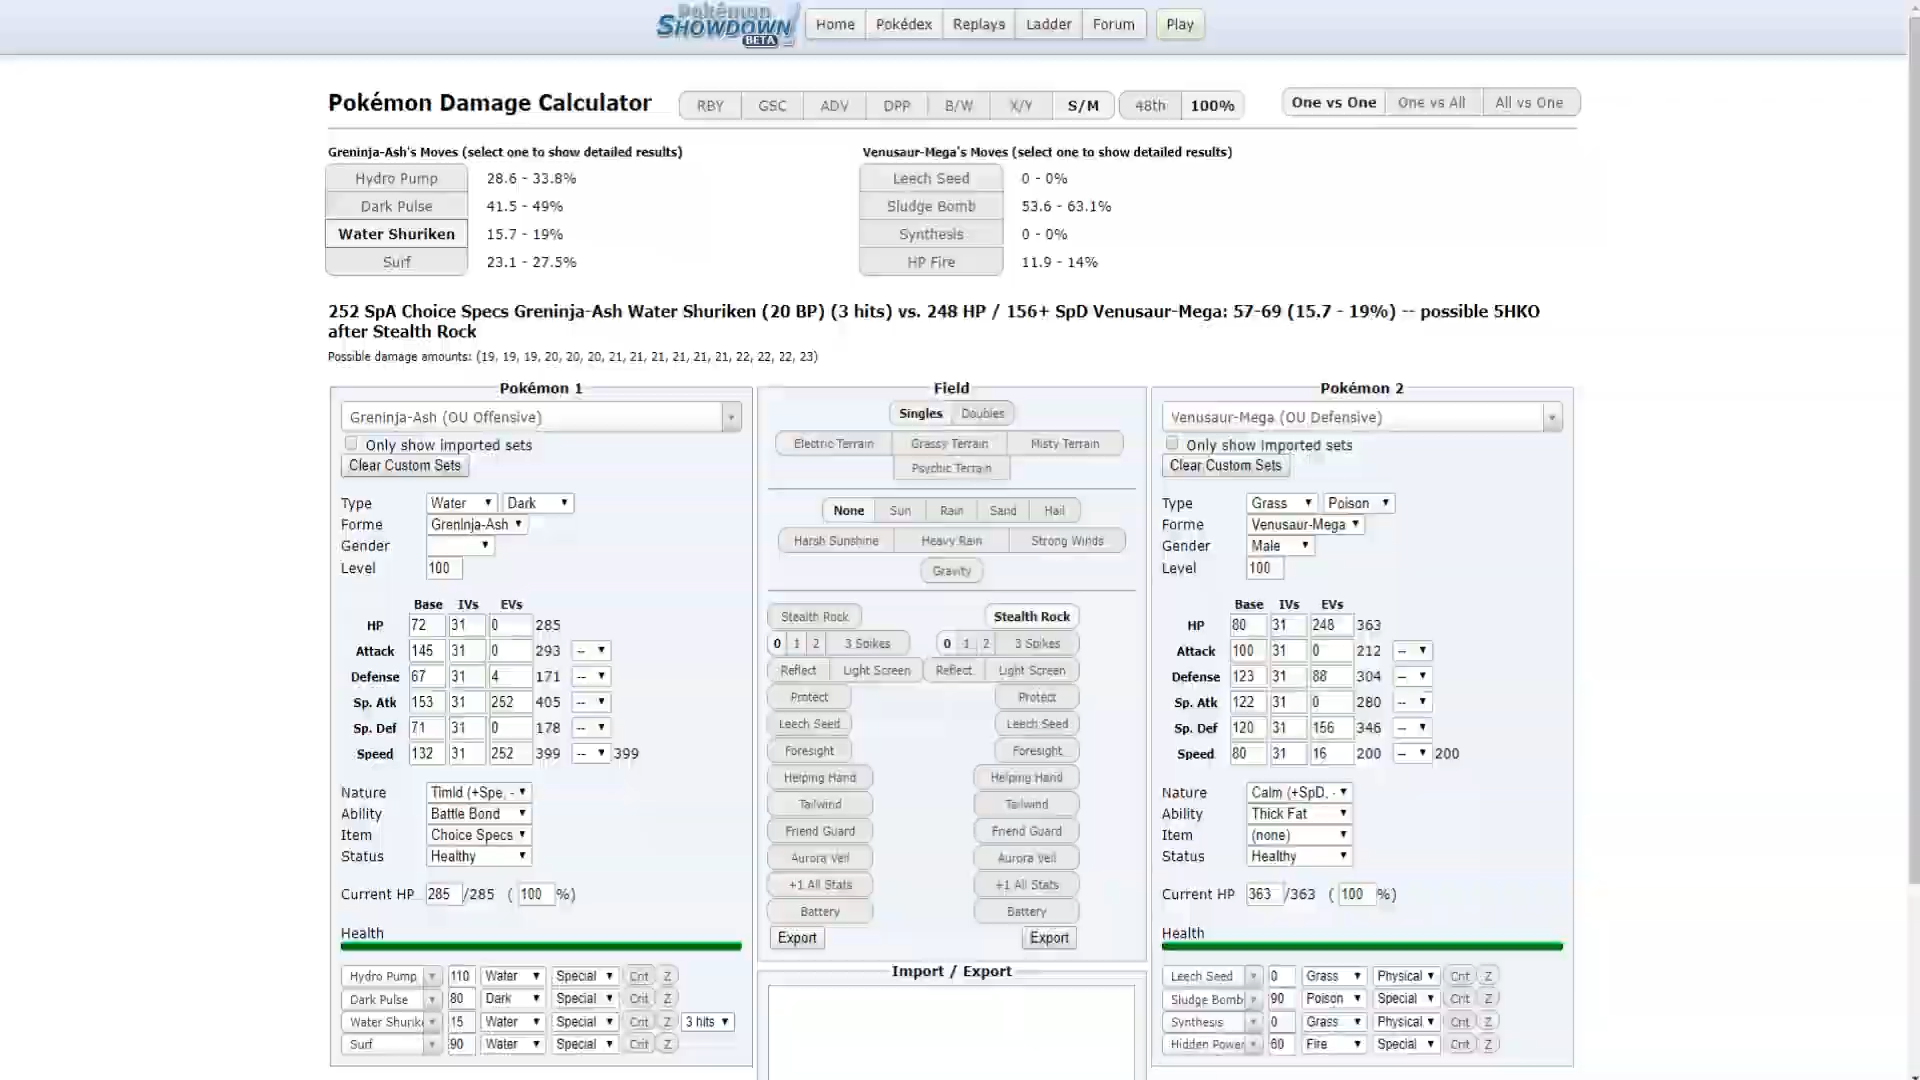 Pokémon SHOWDOWN BETA Home Pokédex Replays Ladder Forum Play
Pokémon Damage Calculator RBY GSC ADV DPP B/W X/Y S/M 48th 100% One vs One One vs All All vs One
Greninja-Ash's Moves (select one to show detailed results) Venusaur-Mega's Moves (select one to show detailed results)
Hydro Pump 28.6 - 33.8% Leech Seed 0 - 0%
Dark Pulse 41.5 - 49% Sludge Bomb 53.6 - 63.1%
Water Shuriken 15.7 - 19% Synthesis 0 - 0%
Surf 23.1 - 27.5% HP Fire 11.9 - 14%
252 SpA Choice Specs Greninja-Ash Water Shuriken (20 BP) (3 hits) vs. 248 HP / 156+ SpD Venusaur-Mega: 57-69 (15.7 - 19%) -- possible 5HKO
after Stealth Rock
Possible damage amounts: (19, 19, 19, 20, 20, 20, 21, 21, 21, 21, 21, 21, 22, 22, 22, 23)
Pokémon 1
Greninja-Ash (OU Offensive)
Only show imported sets
Clear Custom Sets
Type Water Dark
Forme Greninja-Ash
Gender
Level 100
Base IVs EVs
HP 72 31 0 285
Attack 145 31 0 293 --
Defense 67 31 4 171 --
Sp. Atk 153 31 252 405 --
Sp. Def 71 31 0 178 --
Speed 132 31 252 399 -- 399
Nature Timid (+Spe, -
Ability Battle Bond
Item Choice Specs
Status Healthy
Current HP 285 /285 ( 100 %)
Health
Hydro Pump 110 Water Special Crit Z
Dark Pulse 80 Dark Special Crit Z
Water Shurik 15 Water Special Crit Z 3 hits
Surf 90 Water Special Crit Z
Field
Singles Doubles
Electric Terrain Grassy Terrain Misty Terrain
Psychic Terrain
None Sun Rain Sand Hail
Harsh Sunshine Heavy Rain Strong Winds
Gravity
Stealth Rock Stealth Rock
0 1 2 3 Spikes 0 1 2 3 Spikes
Reflect Light Screen Reflect Light Screen
Protect Protect
Leech Seed Leech Seed
Foresight Foresight
Helping Hand Helping Hand
Tailwind Tailwind
Friend Guard Friend Guard
Aurora Veil Aurora Veil
+1 All Stats +1 All Stats
Battery Battery
Export Export
Import / Export
Pokémon 2
Venusaur-Mega (OU Defensive)
Only show imported sets
Clear Custom Sets
Type Grass Poison
Forme Venusaur-Mega
Gender Male
Level 100
Base IVs EVs
HP 80 31 248 363
Attack 100 31 0 212 --
Defense 123 31 88 304 --
Sp. Atk 122 31 0 280 --
Sp. Def 120 31 156 346 --
Speed 80 31 16 200 -- 200
Nature Calm (+SpD, -
Ability Thick Fat
Item (none)
Status Healthy
Current HP 363 /363 ( 100 %)
Health
Leech Seed 0 Grass Physical Crit Z
Sludge Bomb 90 Poison Special Crit Z
Synthesis 0 Grass Physical Crit Z
Hidden Power 60 Fire Special Crit Z